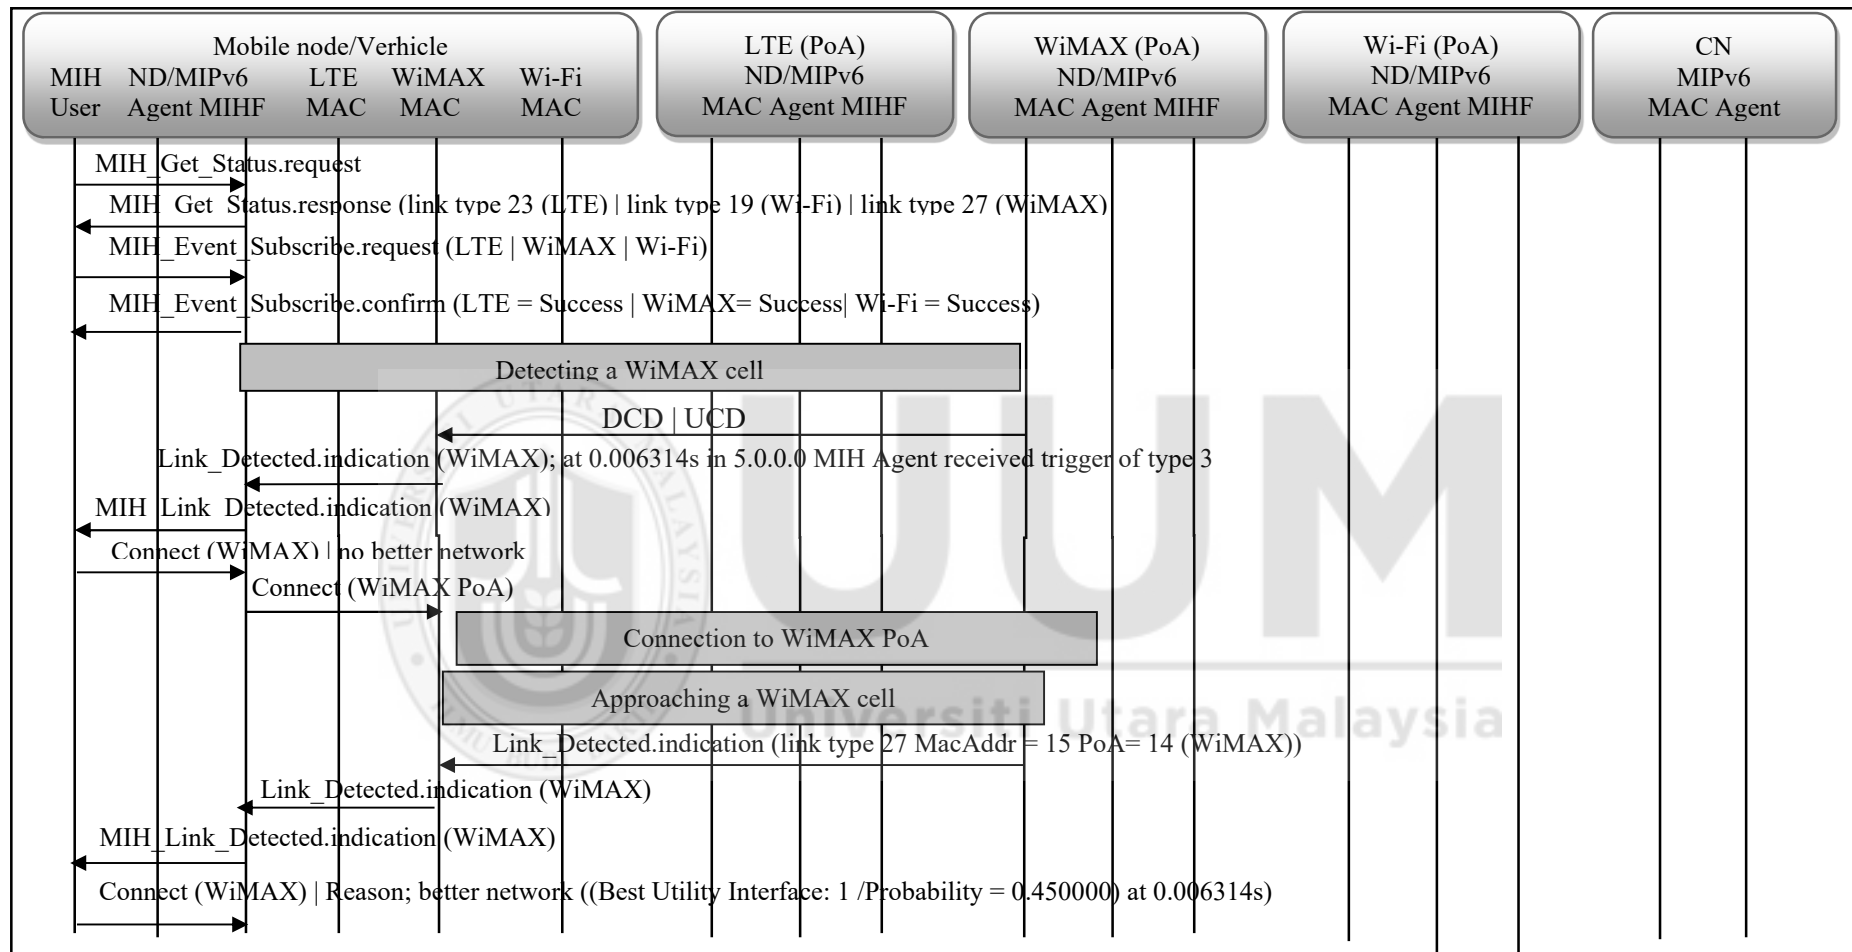 Mobile node/Verhicle
MIH ND/MIPv6 LTE WiMAX Wi-Fi
User Agent MIHF MAC MAC MAC
LTE (PoA)
ND/MIPv6
MAC Agent MIHF
WiMAX (PoA)
ND/MIPv6
MAC Agent MIHF
Wi-Fi (PoA)
ND/MIPv6
MAC Agent MIHF
CN
MIPv6
MAC Agent
MIH_Get_Status.request
MIH_Get_Status.response (link type 23 (LTE) | link type 19 (Wi-Fi) | link type 27 (WiMAX)
MIH_Event_Subscribe.request (LTE | WiMAX | Wi-Fi)
MIH_Event_Subscribe.confirm (LTE = Success | WiMAX= Success| Wi-Fi = Success)
Detecting a WiMAX cell
DCD | UCD
Link_Detected.indication (WiMAX); at 0.006314s in 5.0.0.0 MIH Agent received trigger of type 3
MIH_Link_Detected.indication (WiMAX)
Connect (WiMAX) | no better network
Connect (WiMAX PoA)
Connection to WiMAX PoA
Approaching a WiMAX cell
Link_Detected.indication (link type 27 MacAddr = 15 PoA= 14 (WiMAX))
Link_Detected.indication (WiMAX)
MIH_Link_Detected.indication (WiMAX)
Connect (WiMAX) | Reason; better network ((Best Utility Interface: 1 /Probability = 0.450000) at 0.006314s)
UUM
Universiti Utara Malaysia
UNIVERSITI UTARA MALAYSIA